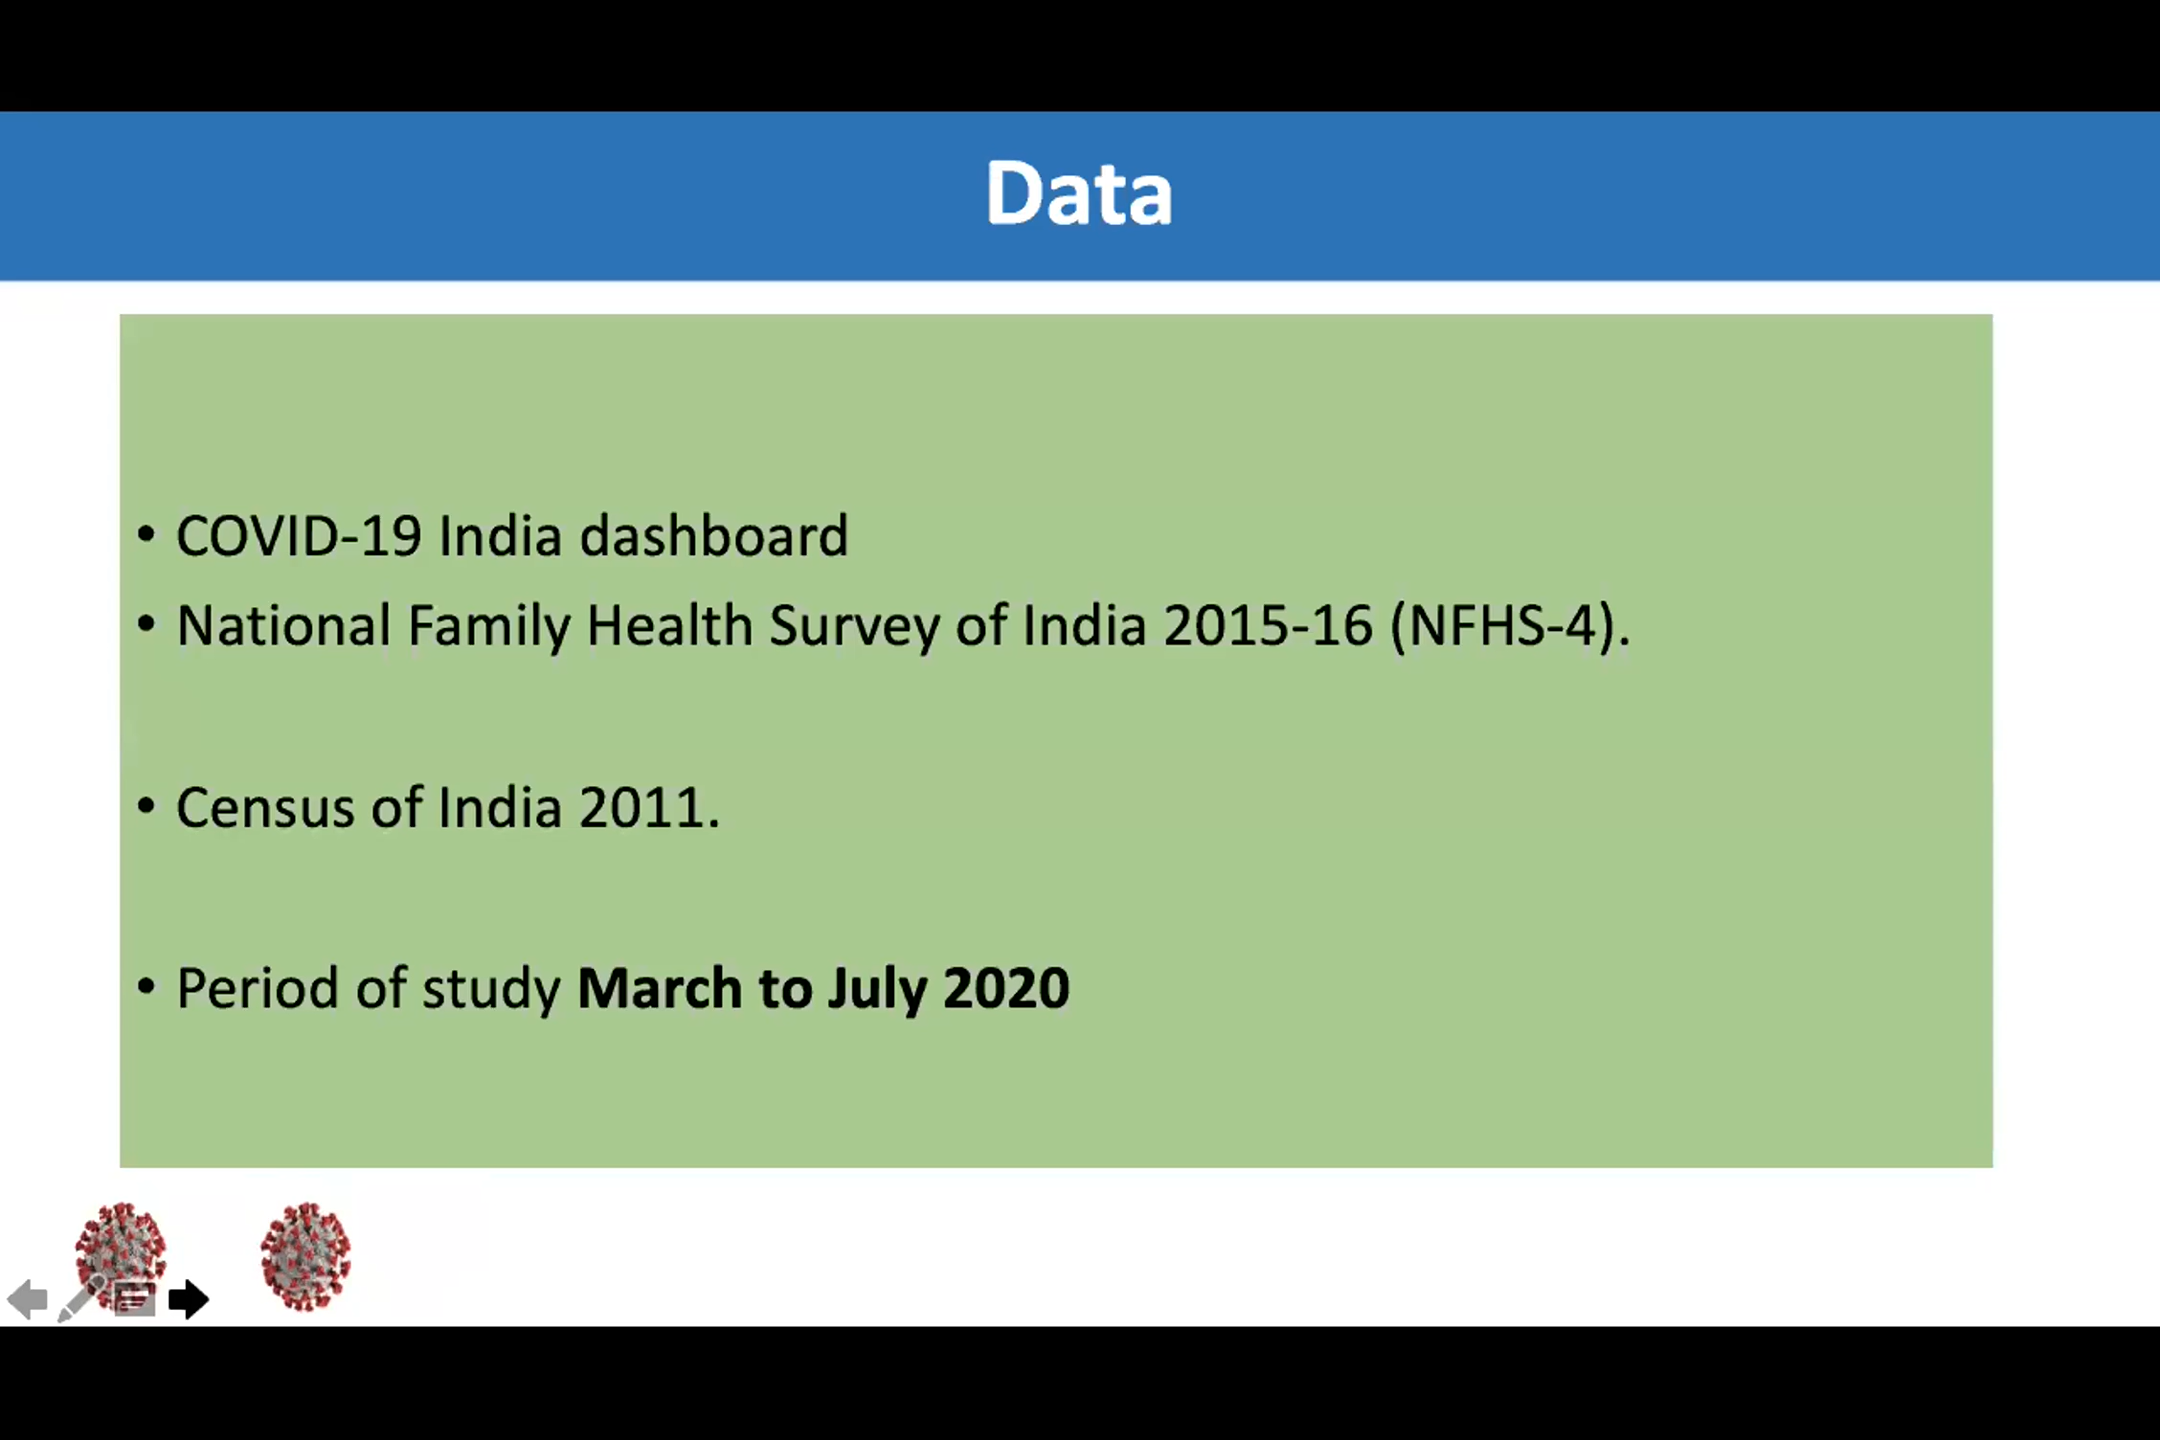 Data
• COVID-19 India dashboard
• National Family Health Survey of India 2015-16 (NFHS-4).
• Census of India 2011.
• Period of study March to July 2020